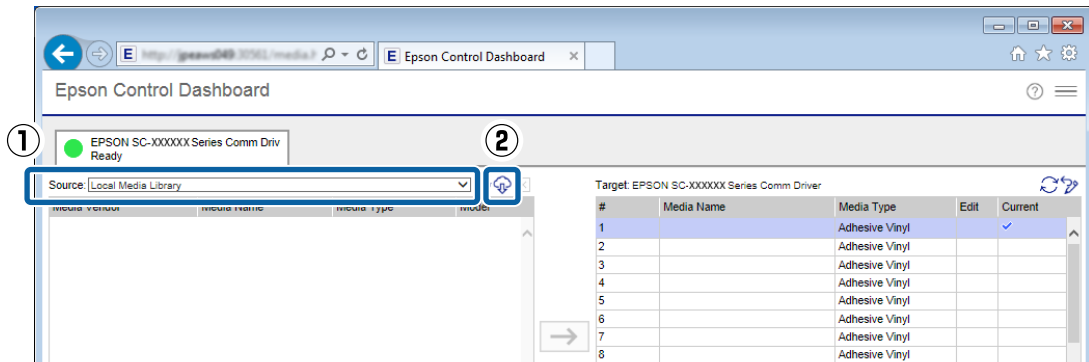 E Epson Control Dashboard ×
Epson Control Dashboard
①
②
EPSON SC-XXXXXX Series Comm Driv
Ready
Source: Local Media Library
Target: EPSON SC-XXXXXX Series Comm Driver
Media Vendor Media Name Media Type Model
# Media Name Media Type Edit Current
1 Adhesive Vinyl ✓
2 Adhesive Vinyl
3 Adhesive Vinyl
4 Adhesive Vinyl
5 Adhesive Vinyl
6 Adhesive Vinyl
7 Adhesive Vinyl
8 Adhesive Vinyl